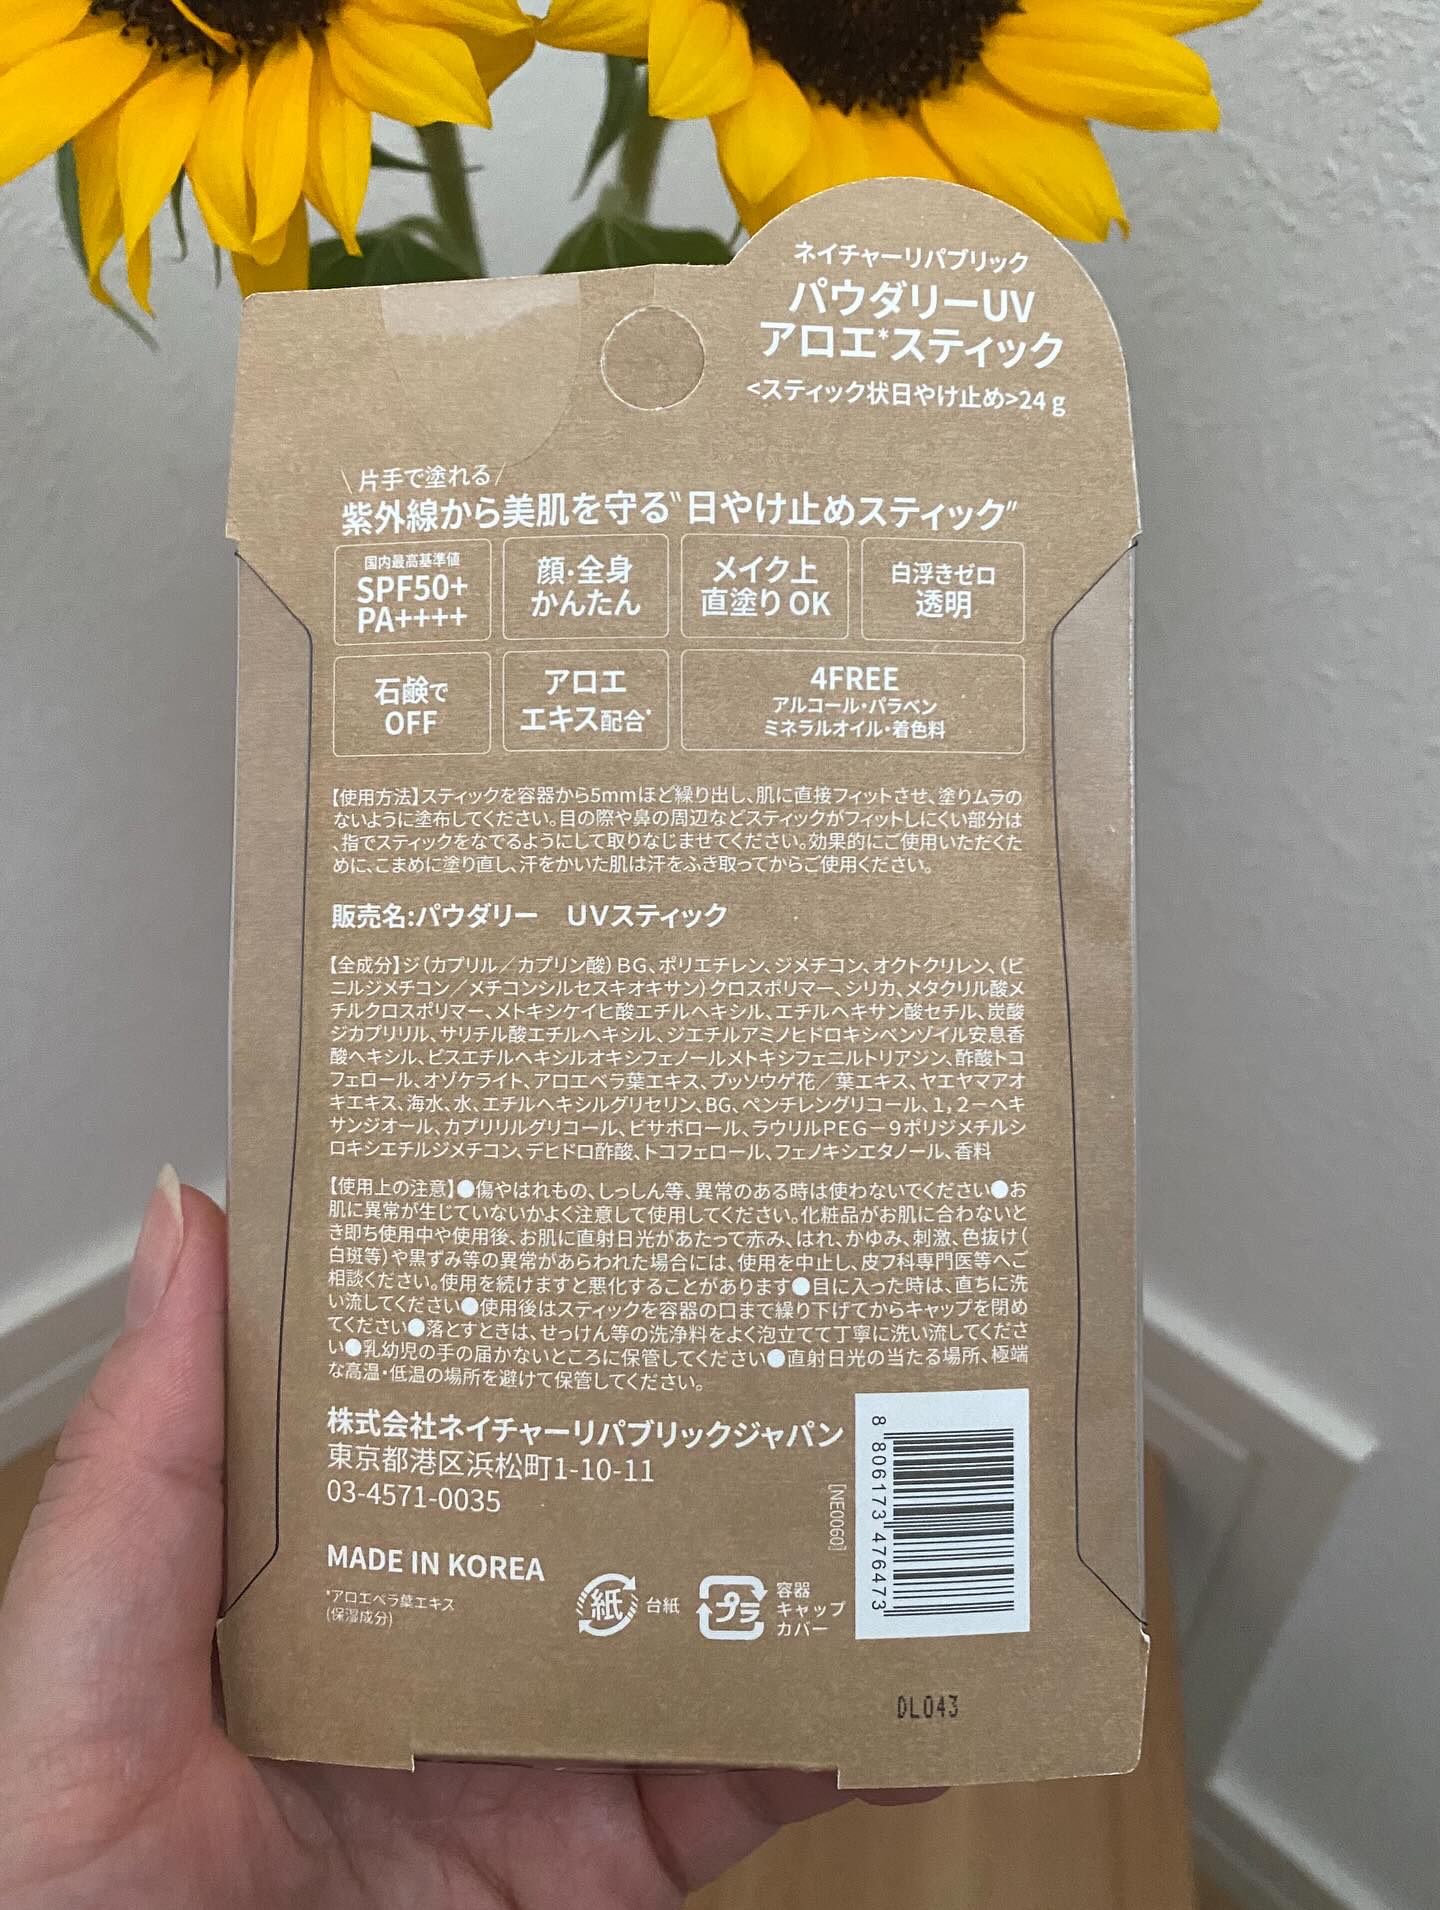 ネイチャーリパブリック
パウダリーUV
アロエ*スティック
<スティック状日やけ止め>24g
\片手で塗れる/
紫外線から美肌を守る"日やけ止めスティック"
国内最高基準値
SPF50+
PA++++
顔・全身
かんたん
メイク上
直塗りOK
白浮きゼロ
透明
石鹸で
OFF
アロエ
エキス配合*
4FREE
アルコール・パラベン
ミネラルオイル・着色料
【使用方法】スティックを容器から5mmほど繰り出し、肌に直接フィットさせ、塗りムラの
ないように塗布してください。目の際や鼻の周辺などスティックがフィットしにくい部分は
、指でスティックをなでるようにして取りなじませてください。効果的にご使用いただくた
めに、こまめに塗り直し、汗をかいた肌は汗をふき取ってからご使用ください。
販売名:パウダリー　UVスティック
【全成分】ジ（カプリル／カプリン酸）BG、ポリエチレン、ジメチコン、オクトクリレン、（ビ
ニルジメチコン／メチコンシルセスキオキサン）クロスポリマー、シリカ、メタクリル酸メ
チルクロスポリマー、メトキシケイヒ酸エチルヘキシル、エチルヘキサン酸セチル、炭酸
ジカプリリル、サリチル酸エチルヘキシル、ジエチルアミノヒドロキシベンゾイル安息香
酸ヘキシル、ビスエチルヘキシルオキシフェノールメトキシフェニルトリアジン、酢酸トコ
フェロール、オゾケライト、アロエベラ葉エキス、ブッソウゲ花／葉エキス、ヤエヤマアオ
キエキス、海水、水、エチルヘキシルグリセリン、BG、ペンチレングリコール、1，2－ヘキ
サンジオール、カプリリルグリコール、ビサボロール、ラウリルPEG－9ポリジメチルシ
ロキシエチルジメチコン、デヒドロ酢酸、トコフェロール、フェノキシエタノール、香料
【使用上の注意】●傷やはれもの、しっしん等、異常のある時は使わないでください●お
肌に異常が生じていないかよく注意して使用してください。化粧品がお肌に合わないと
き即ち使用中や使用後、お肌に直射日光があたって赤み、はれ、かゆみ、刺激、色抜け（
白斑等）や黒ずみ等の異常があらわれた場合には、使用を中止し、皮フ科専門医等へご
相談ください。使用を続けますと悪化することがあります●目に入った時は、直ちに洗
い流してください●使用後はスティックを容器の口まで繰り下げてからキャップを閉め
てください●落とすときは、せっけん等の洗浄料をよく泡立てて丁寧に洗い流してくださ
い●乳幼児の手の届かないところに保管してください●直射日光の当たる場所、極端
な高温・低温の場所を避けて保管してください。
株式会社ネイチャーリパブリックジャパン
東京都港区浜松町1-10-11
03-4571-0035
[NE0060]
8 806173 476473
MADE IN KOREA
*アロエベラ葉エキス
(保湿成分)
紙
台紙
プラ
容器
キャップ
カバー
DL043